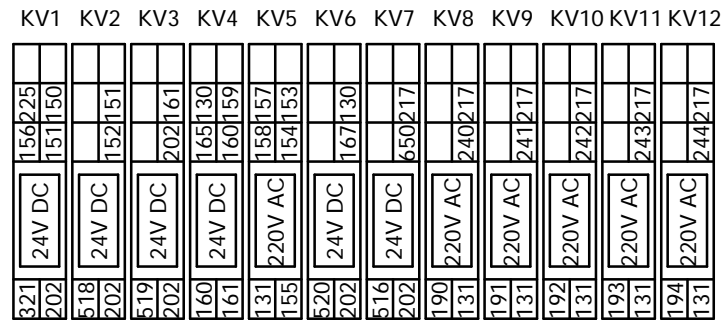 KV1 KV2 KV3 KV4 KV5 KV6 KV7 KV8 KV9 KV10 KV11 KV12
225 150 151 161 130 159 157 153 130 217 217 217 217 217 217
156 151 152 202 165 160 158 154 167 650 240 241 242 243 244
24V DC 24V DC 24V DC 24V DC 220V AC 24V DC 24V DC 220V AC 220V AC 220V AC 220V AC 220V AC
321 202 518 202 519 202 160 161 131 155 520 202 516 202 190 131 191 131 192 131 193 131 194 131